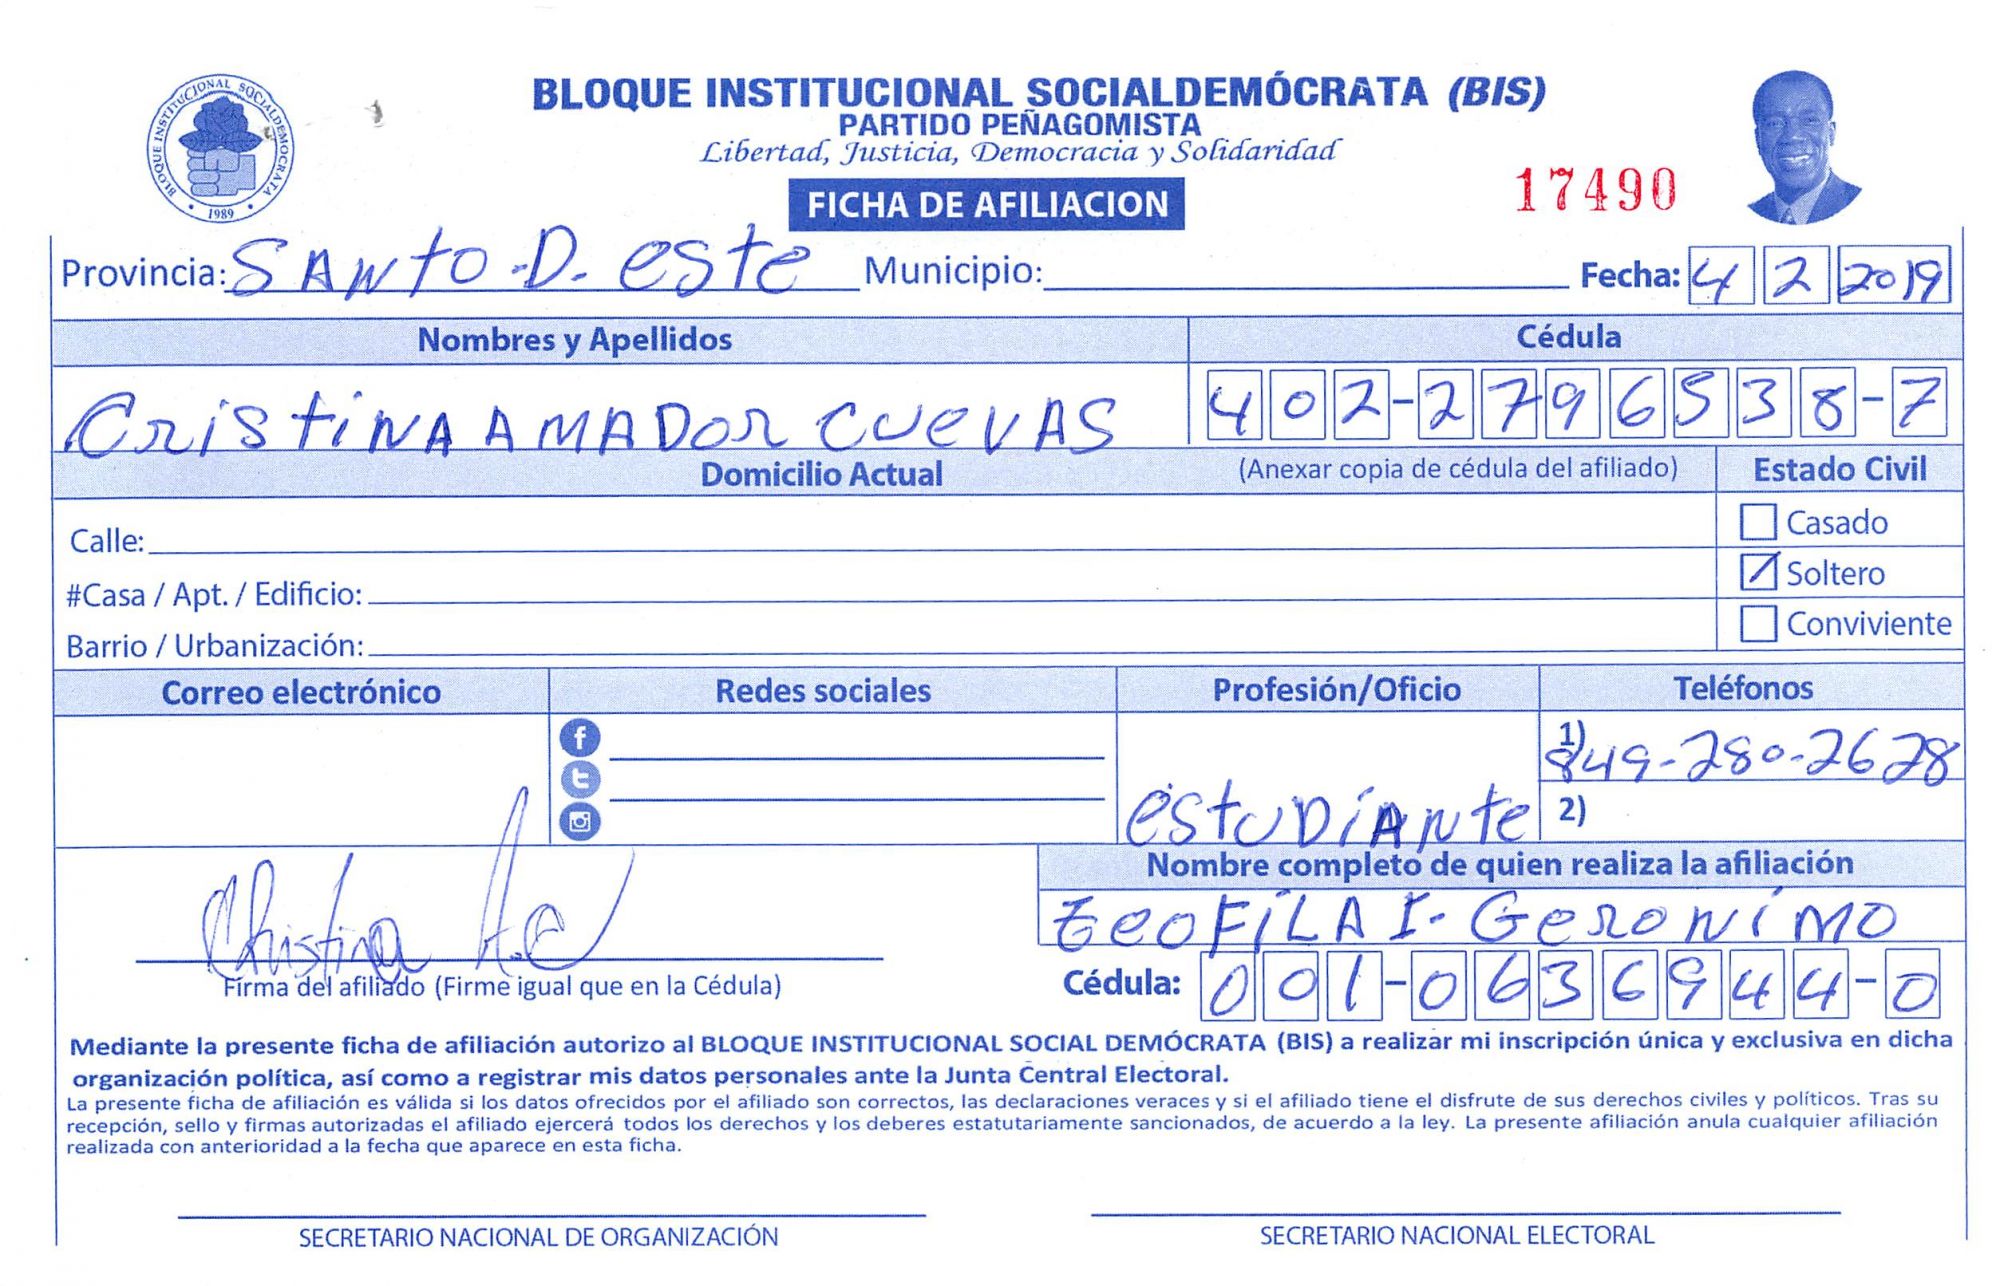 BLOQUE INSTITUCIONAL SOCIALDEMOCRATA
1989
BLOQUE INSTITUCIONAL SOCIALDEMÓCRATA (BIS)
PARTIDO PEÑAGOMISTA
Libertad, Justicia, Democracia y Solidaridad
FICHA DE AFILIACION
17490
Provincia: SANTO.D. este Municipio: Fecha: 4 2 2019
Nombres y Apellidos Cédula
CRISTINA AMADOR CUEVAS 402-2796538-7
Domicilio Actual (Anexar copia de cédula del afiliado) Estado Civil
Calle: Casado
#Casa / Apt. / Edificio: Soltero
Barrio / Urbanización: Conviviente
Correo electrónico Redes sociales Profesión/Oficio Teléfonos
1) 849-280-2628
estudiante 2)
Nombre completo de quien realiza la afiliación
teoFiLA I. GeRoNiMO
Christina A.C
Firma del afiliado (Firme igual que en la Cédula) Cédula: 001-0636944-0
Mediante la presente ficha de afiliación autorizo al BLOQUE INSTITUCIONAL SOCIAL DEMÓCRATA (BIS) a realizar mi inscripción única y exclusiva en dicha
organización política, así como a registrar mis datos personales ante la Junta Central Electoral.
La presente ficha de afiliación es válida si los datos ofrecidos por el afiliado son correctos, las declaraciones veraces y si el afiliado tiene el disfrute de sus derechos civiles y políticos. Tras su
recepción, sello y firmas autorizadas el afiliado ejercerá todos los derechos y los deberes estatutariamente sancionados, de acuerdo a la ley. La presente afiliación anula cualquier afiliación
realizada con anterioridad a la fecha que aparece en esta ficha.
SECRETARIO NACIONAL DE ORGANIZACIÓN SECRETARIO NACIONAL ELECTORAL